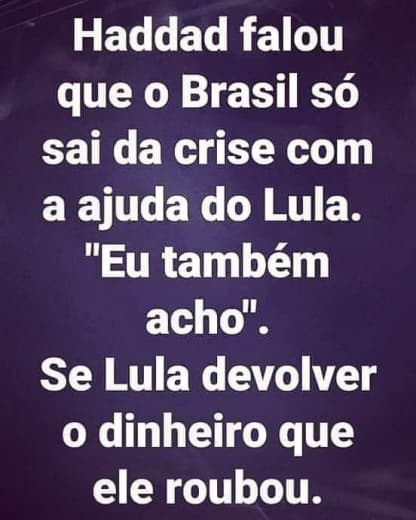 Haddad falou
que o Brasil só
sai da crise com
a ajuda do Lula.
"Eu também
acho".
Se Lula devolver
o dinheiro que
ele roubou.